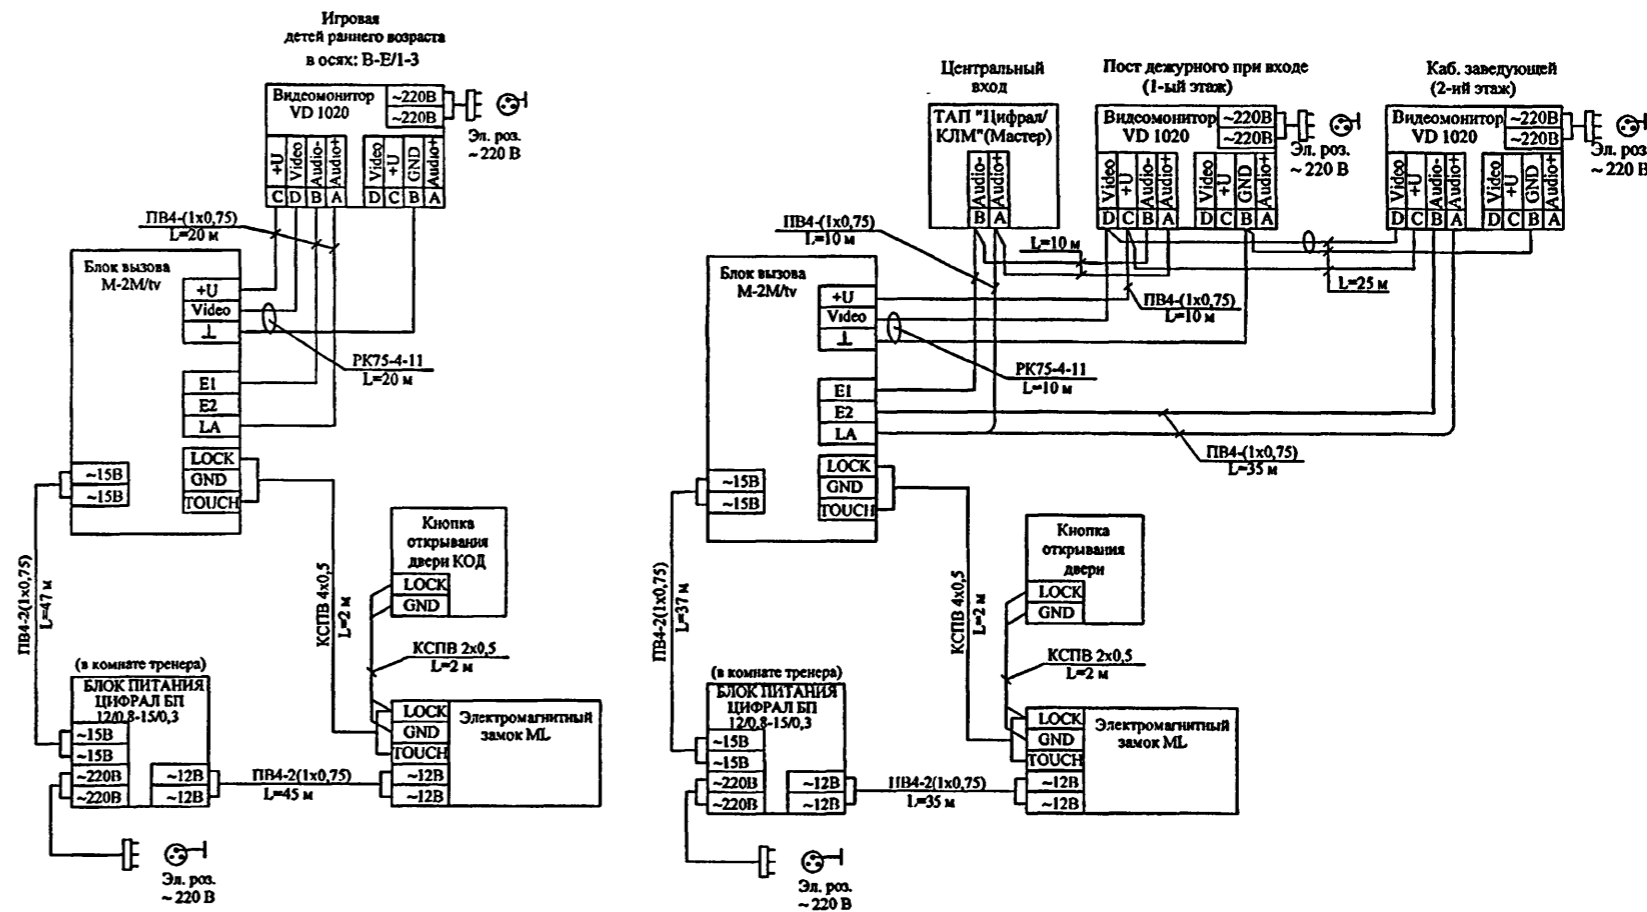 Игровая
детей раннего возраста
в осях: В-Е/1-3
Видеомонитор
VD 1020
~220В
~220В
Эл. роз.
~ 220 В
+U
Video
Audio-
Audio+
Video
+U
GND
Audio+
C
D
B
A
D
C
B
A
ПВ4-(1х0,75)
L=20 м
Блок вызова
М-2М/tv
+U
Video
⊥
РК75-4-11
L=20 м
E1
E2
LA
LOCK
GND
TOUCH
~15В
~15В
ПВ4-2(1х0,75)
L=47 м
КСПВ 4х0,5
L=2 м
Кнопка
открывания
двери КОД
LOCK
GND
КСПВ 2х0,5
L=2 м
(в комнате тренера)
БЛОК ПИТАНИЯ
ЦИФРАЛ БП
12/0,8-15/0,3
~15В
~15В
~220В
~220В
~12В
~12В
ПВ4-2(1х0,75)
L=45 м
LOCK
GND
TOUCH
~12В
~12В
Электромагнитный
замок ML
Эл. роз.
~ 220 В
Центральный
вход
ТАП "Цифрал/
КЛМ"(Мастер)
Audio-
Audio+
B
A
Пост дежурного при входе
(1-ый этаж)
Видеомонитор
VD 1020
~220В
~220В
Эл. роз.
~ 220 В
Video
+U
Audio-
Audio+
Video
+U
GND
Audio+
D
C
B
A
D
C
B
A
Каб. заведующей
(2-ий этаж)
Видеомонитор
VD 1020
~220В
~220В
Эл. роз.
~ 220 В
Video
+U
Audio-
Audio+
Video
+U
GND
Audio+
D
C
B
A
D
C
B
A
ПВ4-(1х0,75)
L=10 м
L=10 м
L=25 м
ПВ4-(1х0,75)
L=10 м
Блок вызова
М-2М/tv
+U
Video
⊥
РК75-4-11
L=10 м
E1
E2
LA
ПВ4-(1х0,75)
L=35 м
LOCK
GND
TOUCH
~15В
~15В
ПВ4-2(1х0,75)
L=37 м
КСПВ 4х0,5
L=2 м
Кнопка
открывания
двери
LOCK
GND
КСПВ 2х0,5
L=2 м
(в комнате тренера)
БЛОК ПИТАНИЯ
ЦИФРАЛ БП
12/0,8-15/0,3
~15В
~15В
~220В
~220В
~12В
~12В
ПВ4-2(1х0,75)
L=35 м
LOCK
GND
TOUCH
~12В
~12В
Электромагнитный
замок ML
Эл. роз.
~ 220 В